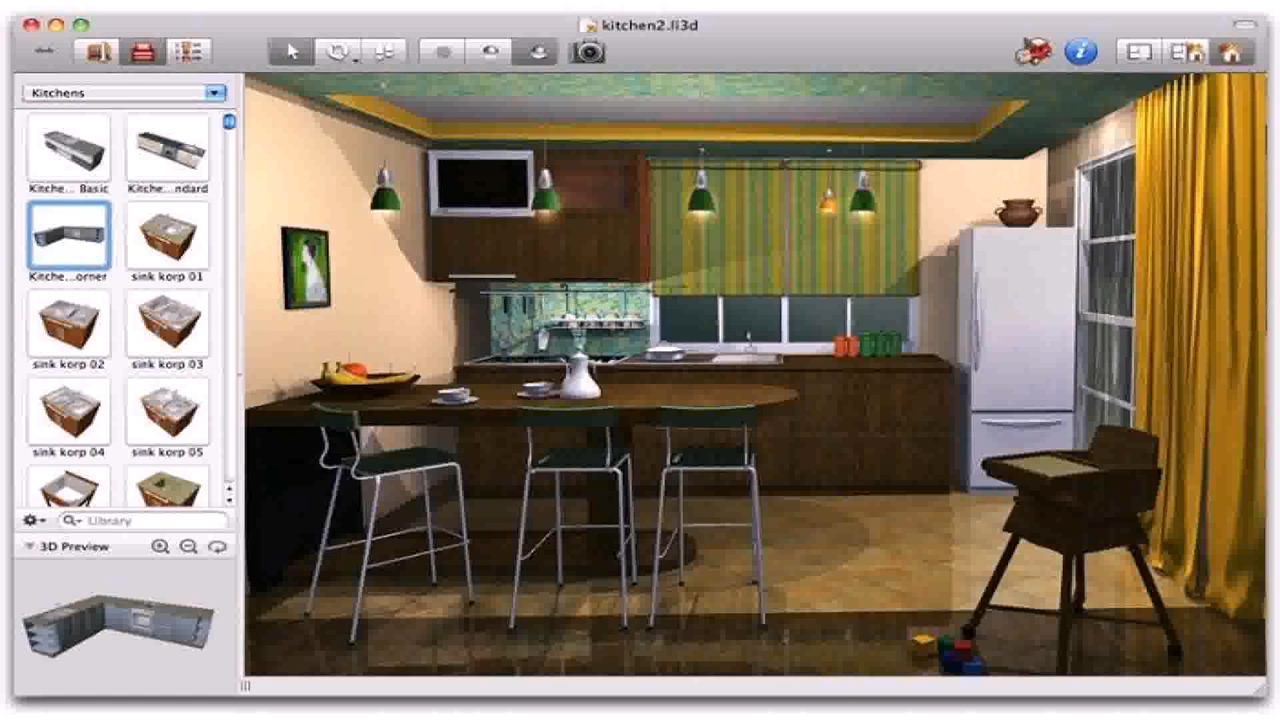 kitchen2.li3d
Kitchens
Kitche... Basic
Kitche...ndard
Kitche...orner
sink korp 01
sink korp 02
sink korp 03
sink korp 04
sink korp 05
Library
3D Preview